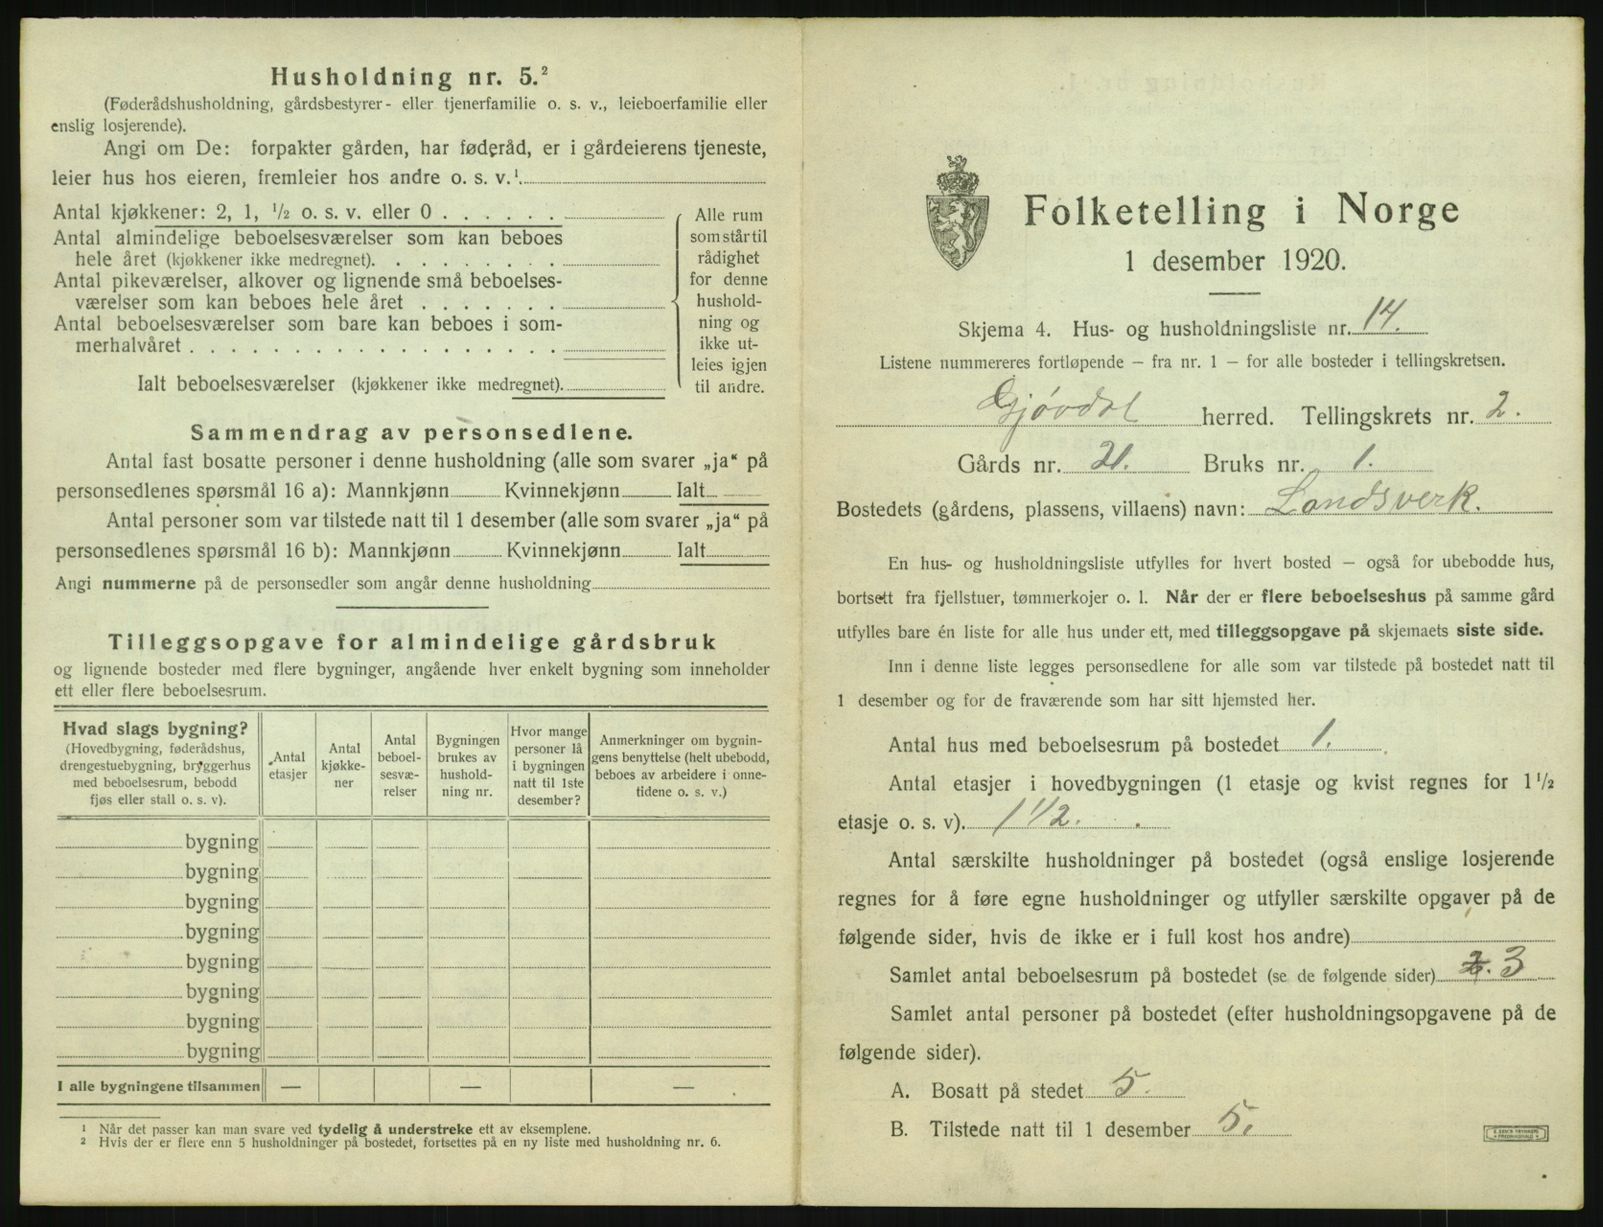 Husholdning nr. 5.²
(Føderådshusholdning, gårdsbestyrer- eller tjenerfamilie o. s. v., leieboerfamilie eller
enslig losjerende).
Angi om De: forpakter gården, har føderåd, er i gårdeierens tjeneste,
leier hus hos eieren, fremleier hos andre o. s. v.¹
Antal kjøkkener: 2, 1, ½ o. s. v. eller 0 . . . . . .
Antal almindelige beboelsesværelser som kan beboes
hele året (kjøkkener ikke medregnet). . . . . . . . .
Antal pikeværelser, alkover og lignende små beboelses-
værelser som kan beboes hele året . . . . . . .
Antal beboelsesværelser som bare kan beboes i som-
merhalvåret . . . . . . . . . . . . . . . . .
Ialt beboelsesværelser (kjøkkener ikke medregnet).
Alle rum
som står til
rådighet
for denne
hushold-
ning og
ikke ut-
leies igjen
til andre.
Sammendrag av personsedlene.
Antal fast bosatte personer i denne husholdning (alle som svarer „ja“ på
personsedlenes spørsmål 16 a): Mannkjønn Kvinnekjønn Ialt
Antal personer som var tilstede natt til 1 desember (alle som svarer „ja“ på
personsedlenes spørsmål 16 b): Mannkjønn Kvinnekjønn Ialt
Angi nummerne på de personsedler som angår denne husholdning
Tilleggsopgave for almindelige gårdsbruk
og lignende bosteder med flere bygninger, angående hver enkelt bygning som inneholder
ett eller flere beboelsesrum.
Hvad slags bygning?
(Hovedbygning, føderådshus,
drengestuebygning, bryggerhus
med beboelsesrum, bebodd
fjøs eller stall o. s. v).
Antal
etasjer
Antal
kjøkke-
ner
Antal
beboel-
sesvæ-
relser
Bygningen
brukes av
hushold-
ning nr.
Hvor mange
personer lå
i bygningen
natt til 1ste
desember?
Anmerkninger om bygnin-
gens benyttelse (helt ubebodd,
beboes av arbeidere i onne-
tidene o. s. v.)
bygning
bygning
bygning
bygning
bygning
bygning
bygning
bygning
I alle bygningene tilsammen — — —
¹ Når det passer kan man svare ved tydelig å understreke ett av eksemplene.
² Hvis der er flere enn 5 husholdninger på bostedet, fortsettes på en ny liste med husholdning nr. 6.
Folketelling i Norge
1 desember 1920.
Skjema 4. Hus- og husholdningsliste nr. 14.
Listene nummereres fortløpende — fra nr. 1 — for alle bosteder i tellingskretsen.
Gjøvdal herred. Tellingskrets nr. 2.
Gårds nr. 21. Bruks nr. 1.
Bostedets (gårdens, plassens, villaens) navn: Landsverk.
En hus- og husholdningsliste utfylles for hvert bosted — også for ubebodde hus,
bortsett fra fjellstuer, tømmerkojer o. l. Når der er flere beboelseshus på samme gård
utfylles bare én liste for alle hus under ett, med tilleggsopgave på skjemaets siste side.
Inn i denne liste legges personsedlene for alle som var tilstede på bostedet natt til
1 desember og for de fraværende som har sitt hjemsted her.
Antal hus med beboelsesrum på bostedet 1.
Antal etasjer i hovedbygningen (1 etasje og kvist regnes for 1 ½
etasje o. s. v). 1 1/2.
Antal særskilte husholdninger på bostedet (også enslige losjerende
regnes for å føre egne husholdninger og utfyller særskilte opgaver på de
følgende sider, hvis de ikke er i full kost hos andre)
Samlet antal beboelsesrum på bostedet (se de følgende sider) 3
Samlet antal personer på bostedet (efter husholdningsopgavene på de
følgende sider).
A. Bosatt på stedet 5.
B. Tilstede natt til 1 desember 5.